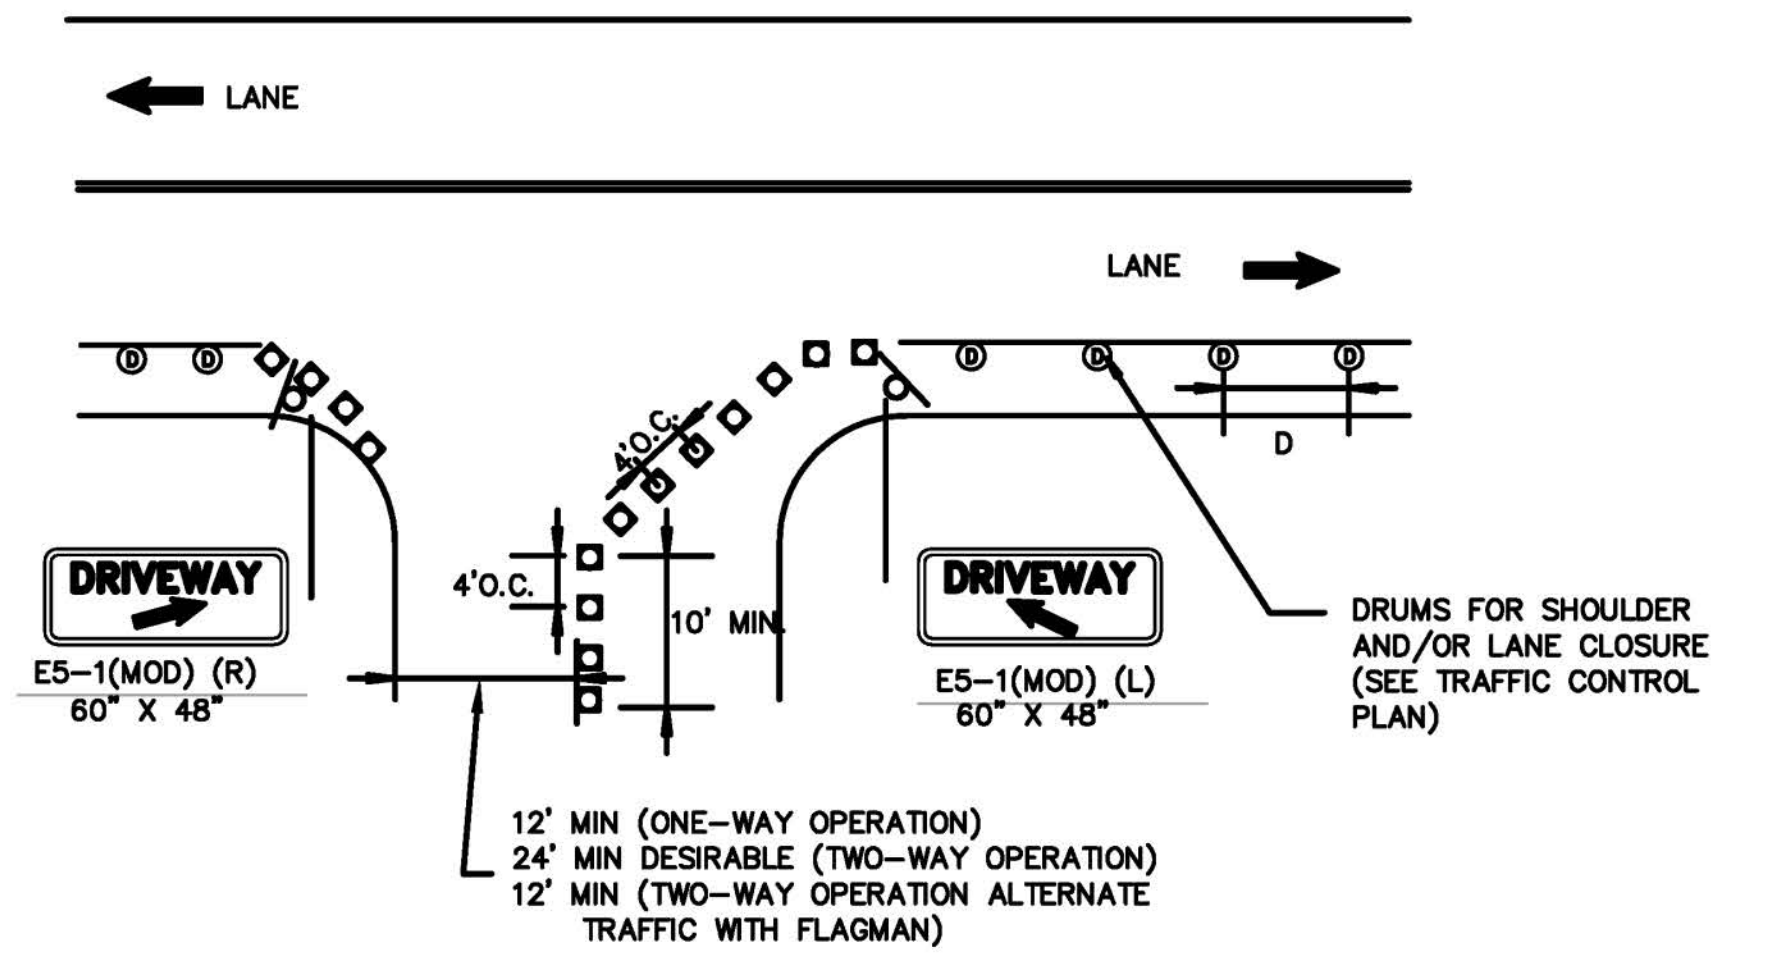 LANE
LANE
D D
D D D D
D
4'O.C.
4'O.C.
10' MIN.
DRIVEWAY
E5-1(MOD) (R)
60" X 48"
DRIVEWAY
E5-1(MOD) (L)
60" X 48"
DRUMS FOR SHOULDER
AND/OR LANE CLOSURE
(SEE TRAFFIC CONTROL
PLAN)
12' MIN (ONE-WAY OPERATION)
24' MIN DESIRABLE (TWO-WAY OPERATION)
12' MIN (TWO-WAY OPERATION ALTERNATE
TRAFFIC WITH FLAGMAN)